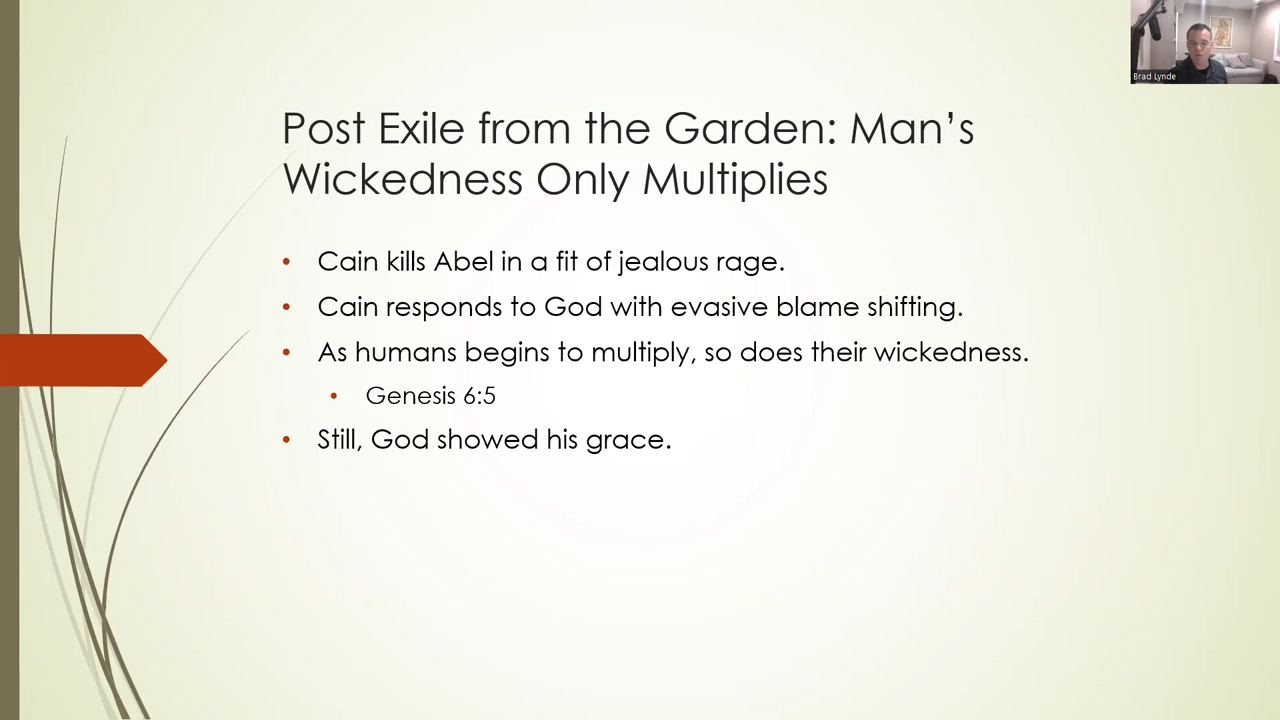 Brad Lynde
Post Exile from the Garden: Man’s
Wickedness Only Multiplies
• Cain kills Abel in a fit of jealous rage.
• Cain responds to God with evasive blame shifting.
• As humans begins to multiply, so does their wickedness.
• Genesis 6:5
• Still, God showed his grace.